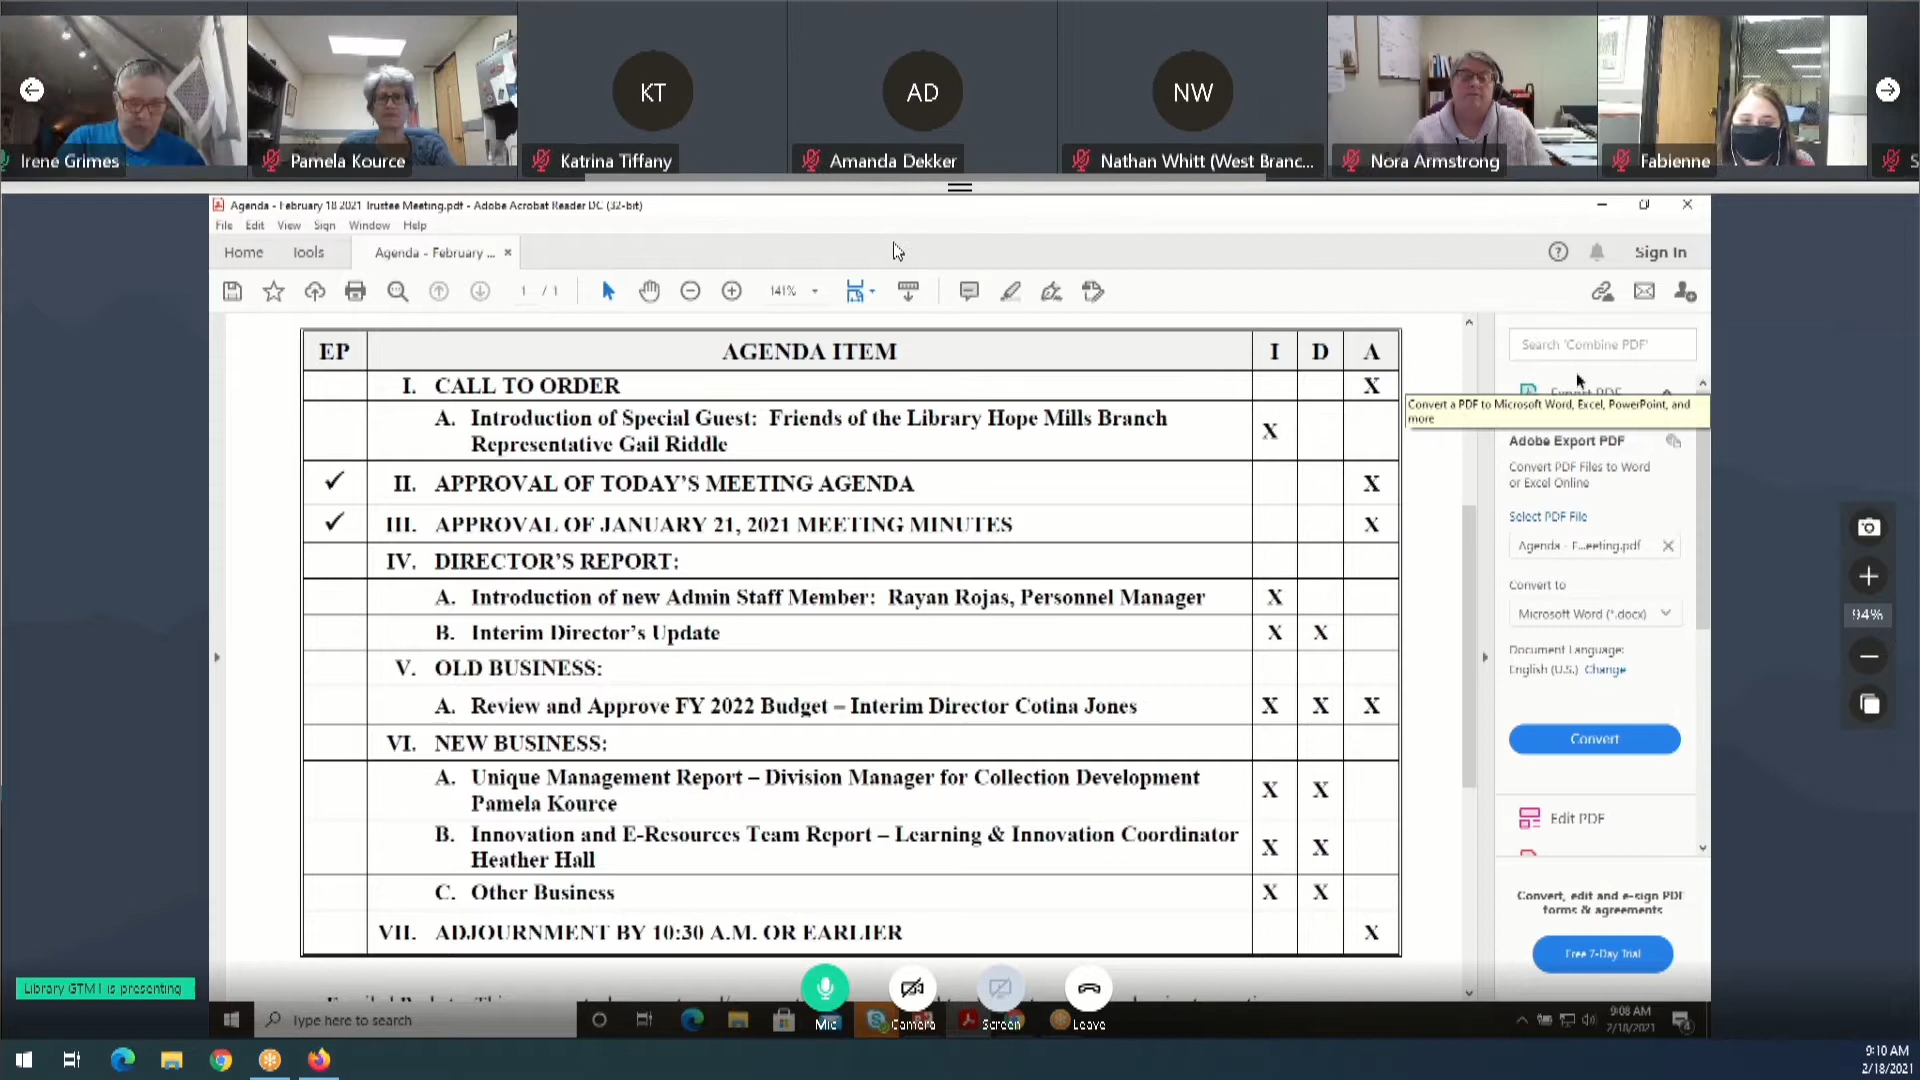 KT
AD
NW
Irene Grimes
Pamela Kource
Katrina Tiffany
Amanda Dekker
Nathan Whitt (West Branc...
Nora Armstrong
Fabienne
S
Agenda - February 18 2021 Trustee Meeting.pdf - Adobe Acrobat Reader DC (32-bit)
File Edit View Sign Window Help
Home Tools Agenda - February ... × Sign In
1 / 1 141%
EP AGENDA ITEM I D A
I. CALL TO ORDER X
A. Introduction of Special Guest: Friends of the Library Hope Mills Branch
Representative Gail Riddle X
✓ II. APPROVAL OF TODAY'S MEETING AGENDA X
✓ III. APPROVAL OF JANUARY 21, 2021 MEETING MINUTES X
IV. DIRECTOR'S REPORT:
A. Introduction of new Admin Staff Member: Rayan Rojas, Personnel Manager X
B. Interim Director's Update X X
V. OLD BUSINESS:
A. Review and Approve FY 2022 Budget – Interim Director Cotina Jones X X X
VI. NEW BUSINESS:
A. Unique Management Report – Division Manager for Collection Development
Pamela Kource X X
B. Innovation and E-Resources Team Report – Learning & Innovation Coordinator
Heather Hall X X
C. Other Business X X
VII. ADJOURNMENT BY 10:30 A.M. OR EARLIER X
Search 'Combine PDF'
Export PDF
Convert a PDF to Microsoft Word, Excel, PowerPoint, and
more
Adobe Export PDF
Convert PDF Files to Word
or Excel Online
Select PDF File
Agenda - F...eeting.pdf
Convert to
Microsoft Word (*.docx)
Document Language:
English (U.S.) Change
Convert
Edit PDF
Convert, edit and e-sign PDF
forms & agreements
Free 7-Day Trial
94%
Library GTM1 is presenting
Type here to search
Mic Camera Screen Leave
9:08 AM
2/18/2021
4
9:10 AM
2/18/2021